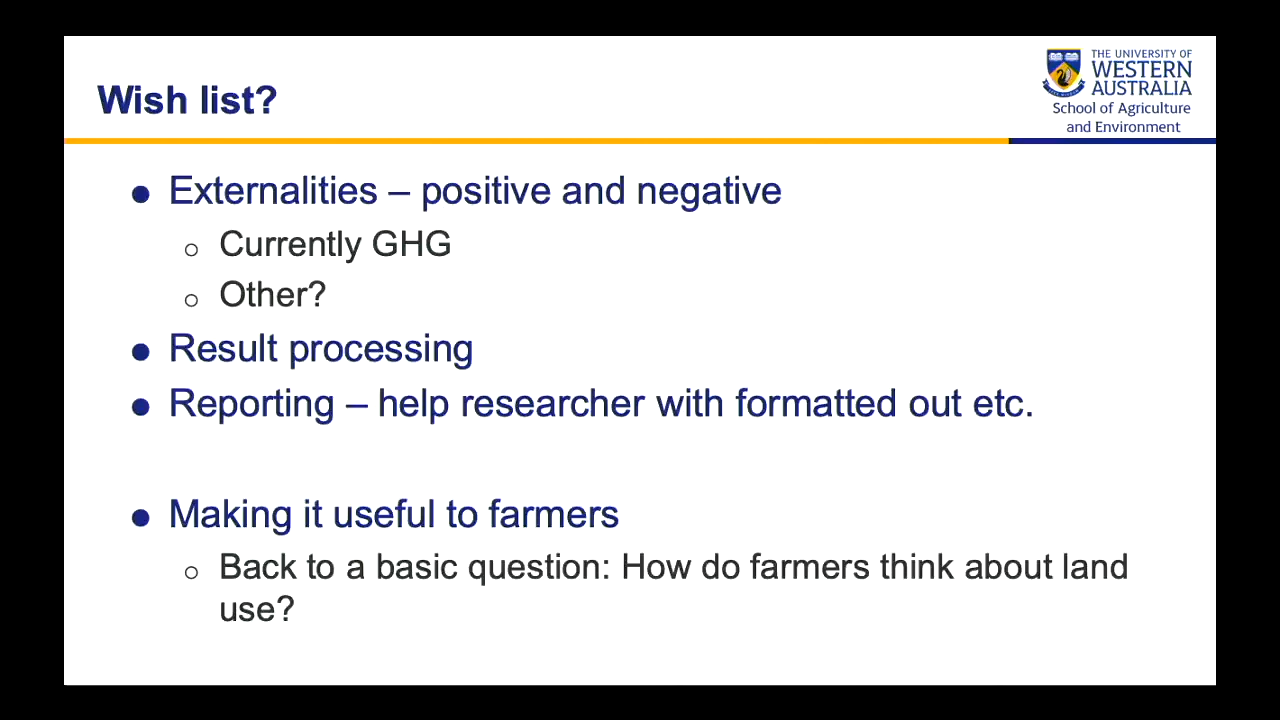 Wish list?
THE UNIVERSITY OF
WESTERN
AUSTRALIA
School of Agriculture
and Environment
● Externalities – positive and negative
○ Currently GHG
○ Other?
● Result processing
● Reporting – help researcher with formatted out etc.
● Making it useful to farmers
○ Back to a basic question: How do farmers think about land
use?